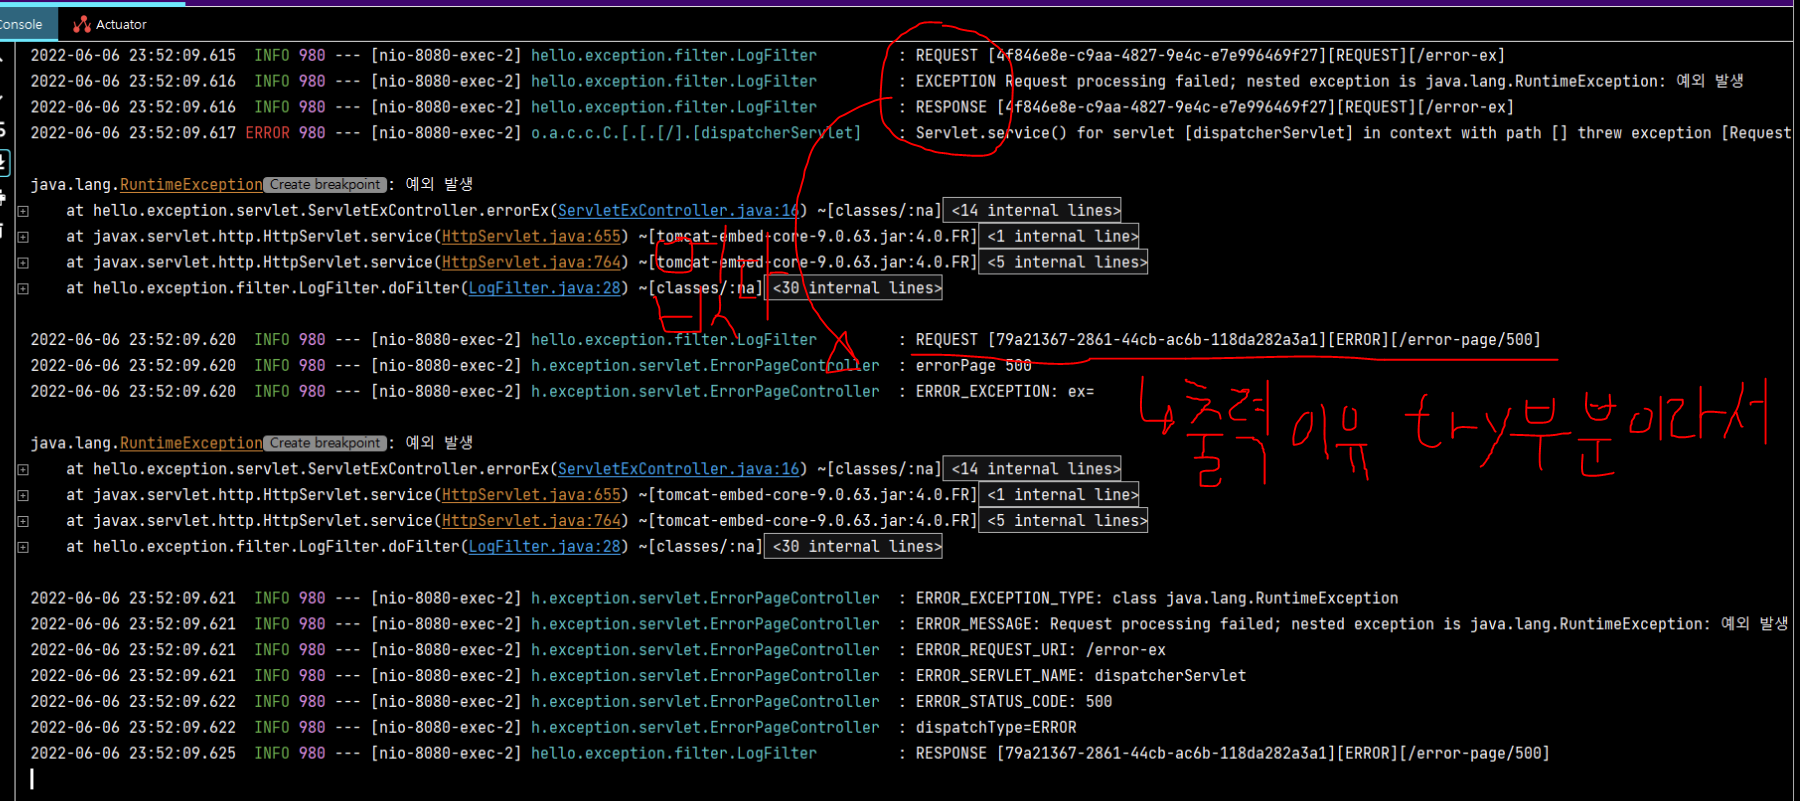 Console Actuator
2022-06-06 23:52:09.615 INFO 980 --- [nio-8080-exec-2] hello.exception.filter.LogFilter : REQUEST [4f846e8e-c9aa-4827-9e4c-e7e996469f27][REQUEST][/error-ex]
2022-06-06 23:52:09.616 INFO 980 --- [nio-8080-exec-2] hello.exception.filter.LogFilter : EXCEPTION Request processing failed; nested exception is java.lang.RuntimeException: 예외 발생
2022-06-06 23:52:09.616 INFO 980 --- [nio-8080-exec-2] hello.exception.filter.LogFilter : RESPONSE [4f846e8e-c9aa-4827-9e4c-e7e996469f27][REQUEST][/error-ex]
2022-06-06 23:52:09.617 ERROR 980 --- [nio-8080-exec-2] o.a.c.c.C.[.[.[/].[dispatcherServlet] : Servlet.service() for servlet [dispatcherServlet] in context with path [] threw exception [Request
java.lang.RuntimeException Create breakpoint : 예외 발생
at hello.exception.servlet.ServletExController.errorEx(ServletExController.java:16) ~[classes/:na] <14 internal lines>
at javax.servlet.http.HttpServlet.service(HttpServlet.java:655) ~[tomcat-embed-core-9.0.63.jar:4.0.FR] <1 internal line>
at javax.servlet.http.HttpServlet.service(HttpServlet.java:764) ~[tomcat-embed-core-9.0.63.jar:4.0.FR] <5 internal lines>
at hello.exception.filter.LogFilter.doFilter(LogFilter.java:28) ~[classes/:na] <30 internal lines>
2022-06-06 23:52:09.620 INFO 980 --- [nio-8080-exec-2] hello.exception.filter.LogFilter : REQUEST [79a21367-2861-44cb-ac6b-118da282a3a1][ERROR][/error-page/500]
2022-06-06 23:52:09.620 INFO 980 --- [nio-8080-exec-2] h.exception.servlet.ErrorPageController : errorPage 500
2022-06-06 23:52:09.620 INFO 980 --- [nio-8080-exec-2] h.exception.servlet.ErrorPageController : ERROR_EXCEPTION: ex=
출력 이유 try부분이라서
java.lang.RuntimeException Create breakpoint : 예외 발생
at hello.exception.servlet.ServletExController.errorEx(ServletExController.java:16) ~[classes/:na] <14 internal lines>
at javax.servlet.http.HttpServlet.service(HttpServlet.java:655) ~[tomcat-embed-core-9.0.63.jar:4.0.FR] <1 internal line>
at javax.servlet.http.HttpServlet.service(HttpServlet.java:764) ~[tomcat-embed-core-9.0.63.jar:4.0.FR] <5 internal lines>
at hello.exception.filter.LogFilter.doFilter(LogFilter.java:28) ~[classes/:na] <30 internal lines>
2022-06-06 23:52:09.621 INFO 980 --- [nio-8080-exec-2] h.exception.servlet.ErrorPageController : ERROR_EXCEPTION_TYPE: class java.lang.RuntimeException
2022-06-06 23:52:09.621 INFO 980 --- [nio-8080-exec-2] h.exception.servlet.ErrorPageController : ERROR_MESSAGE: Request processing failed; nested exception is java.lang.RuntimeException: 예외 발생
2022-06-06 23:52:09.621 INFO 980 --- [nio-8080-exec-2] h.exception.servlet.ErrorPageController : ERROR_REQUEST_URI: /error-ex
2022-06-06 23:52:09.621 INFO 980 --- [nio-8080-exec-2] h.exception.servlet.ErrorPageController : ERROR_SERVLET_NAME: dispatcherServlet
2022-06-06 23:52:09.622 INFO 980 --- [nio-8080-exec-2] h.exception.servlet.ErrorPageController : ERROR_STATUS_CODE: 500
2022-06-06 23:52:09.622 INFO 980 --- [nio-8080-exec-2] h.exception.servlet.ErrorPageController : dispatchType=ERROR
2022-06-06 23:52:09.625 INFO 980 --- [nio-8080-exec-2] hello.exception.filter.LogFilter : RESPONSE [79a21367-2861-44cb-ac6b-118da282a3a1][ERROR][/error-page/500]